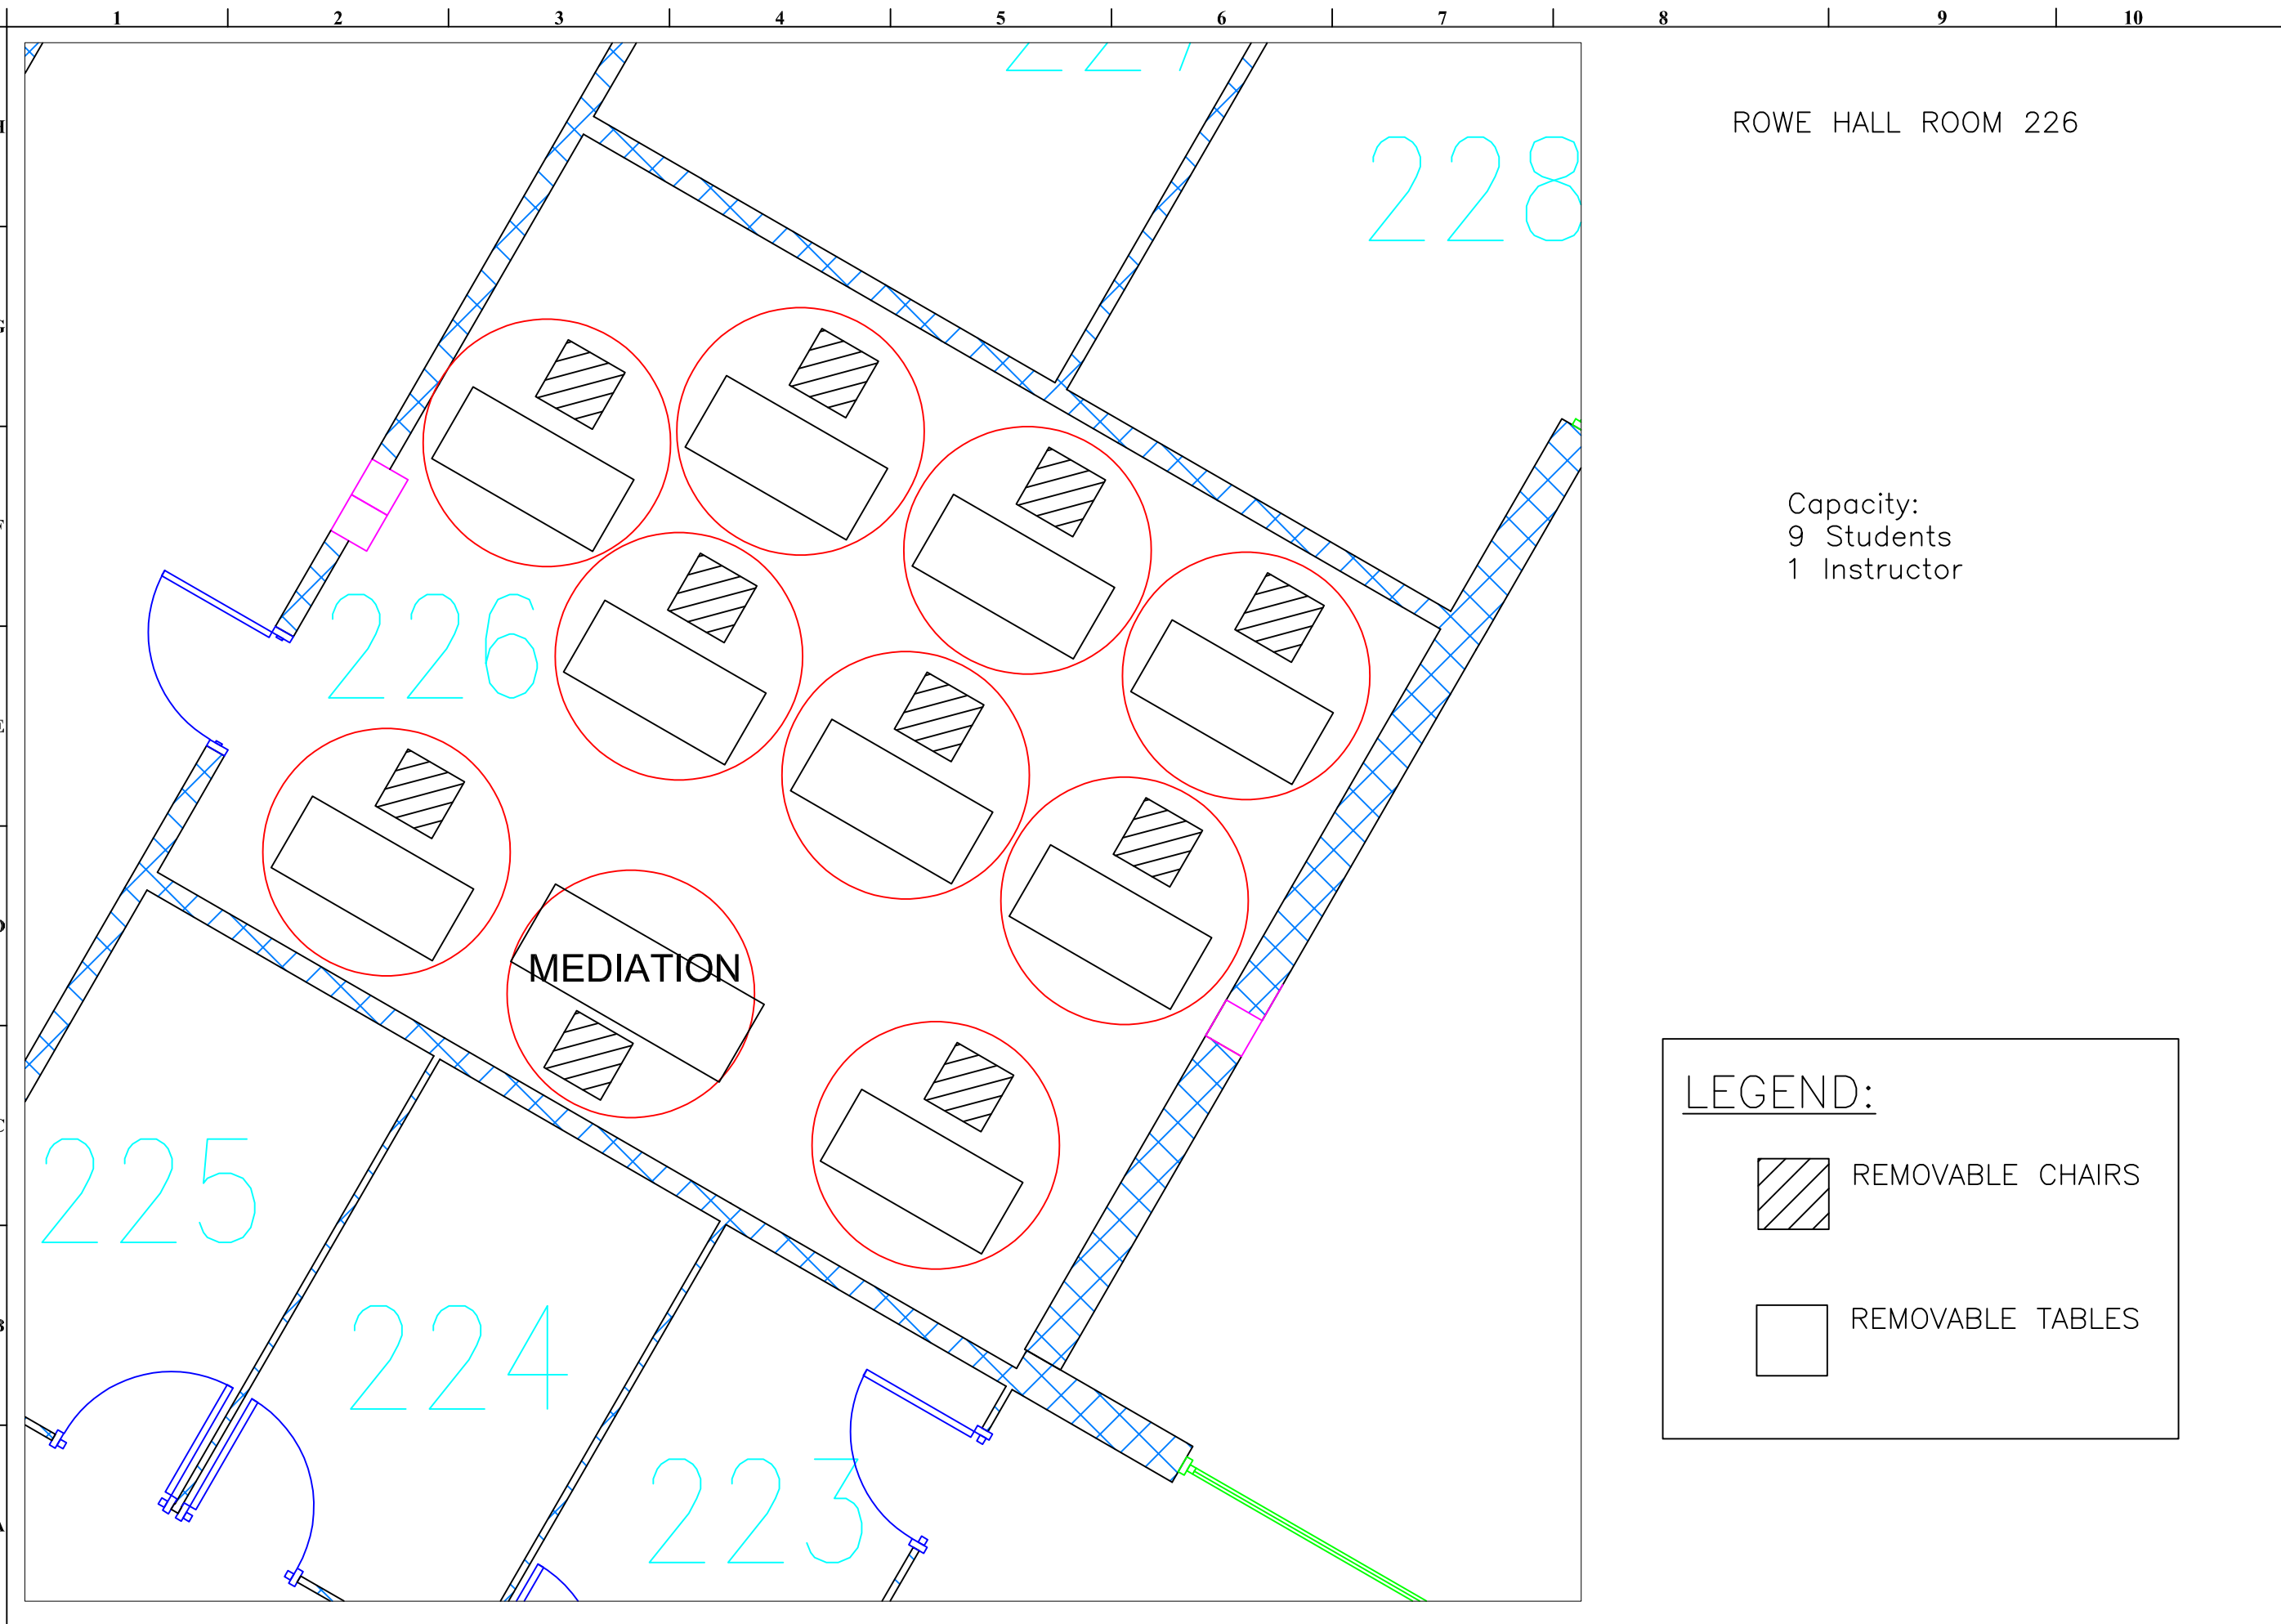 1 2 3 4 5 6 7 8 9 10
ROWE HALL ROOM 226
228
G
Capacity:
9 Students
1 Instructor
226
E
MEDIATION
LEGEND:
REMOVABLE CHAIRS
225
REMOVABLE TABLES
224
223